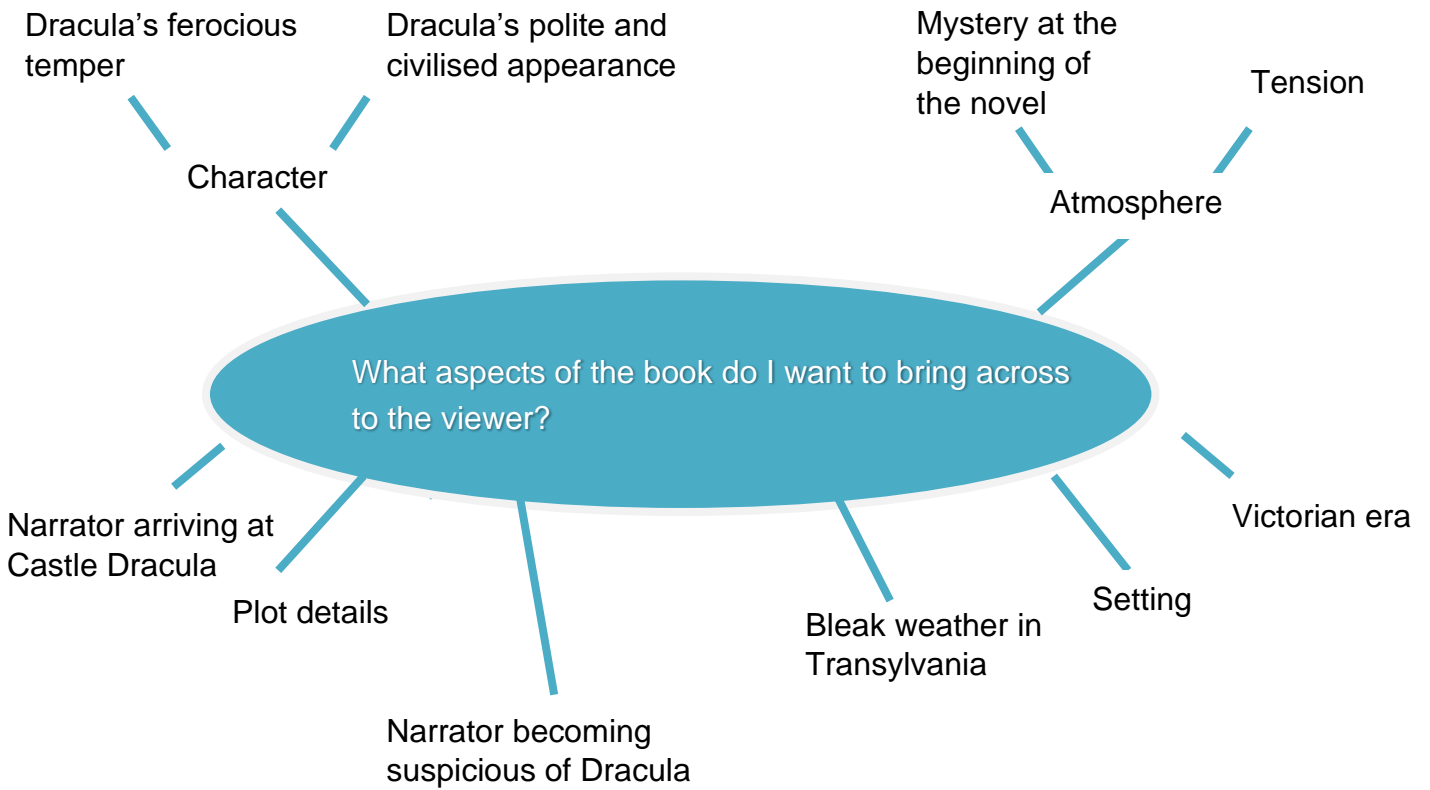 Dracula’s ferocious
temper
Dracula’s polite and
civilised appearance
Mystery at the
beginning of
the novel
Tension
Character
Atmosphere
What aspects of the book do I want to bring across
to the viewer?
Narrator arriving at
Castle Dracula
Plot details
Narrator becoming
suspicious of Dracula
Bleak weather in
Transylvania
Setting
Victorian era